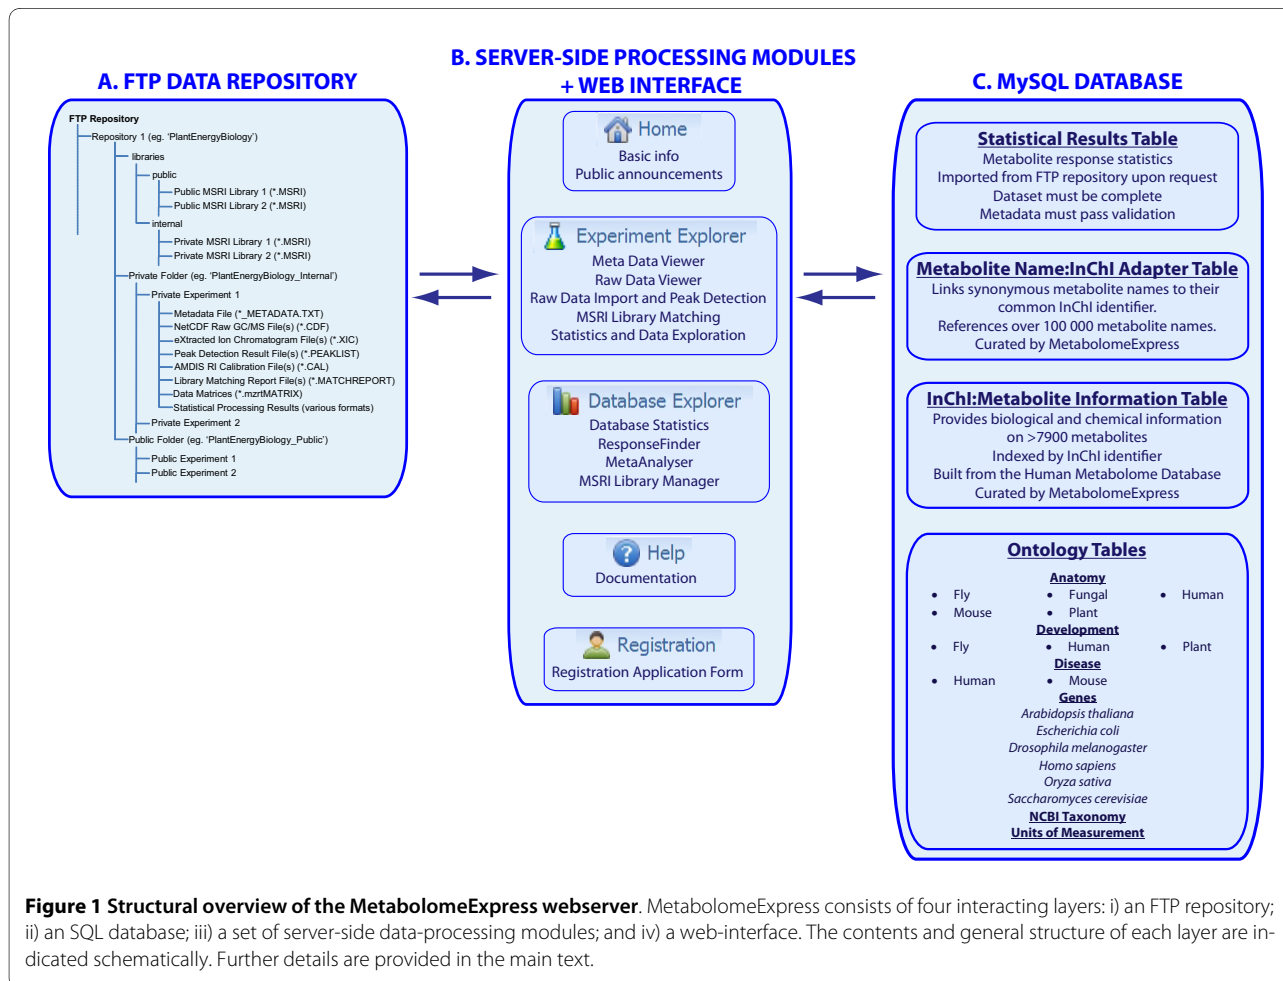 A. FTP DATA REPOSITORY
FTP Repository
Repository 1 (eg. 'PlantEnergyBiology')
libraries
public
Public MSRI Library 1 (*.MSRI)
Public MSRI Library 2 (*.MSRI)
internal
Private MSRI Library 1 (*.MSRI)
Private MSRI Library 2 (*.MSRI)
Private Folder (eg. 'PlantEnergyBiology_Internal')
Private Experiment 1
Metadata File (*_METADATA.TXT)
NetCDF Raw GC/MS File(s) (*.CDF)
eXtracted Ion Chromatogram File(s) (*.XIC)
Peak Detection Result File(s) (*.PEAKLIST)
AMDIS RI Calibration File(s) (*.CAL)
Library Matching Report File(s) (*.MATCHREPORT)
Data Matrices (*.mzrtMATRIX)
Statistical Processing Results (various formats)
Private Experiment 2
Public Folder (eg. 'PlantEnergyBiology_Public')
Public Experiment 1
Public Experiment 2
B. SERVER-SIDE PROCESSING MODULES
+ WEB INTERFACE
Home
Basic info
Public announcements
Experiment Explorer
Meta Data Viewer
Raw Data Viewer
Raw Data Import and Peak Detection
MSRI Library Matching
Statistics and Data Exploration
Database Explorer
Database Statistics
ResponseFinder
MetaAnalyser
MSRI Library Manager
Help
Documentation
Registration
Registration Application Form
C. MySQL DATABASE
Statistical Results Table
Metabolite response statistics
Imported from FTP repository upon request
Dataset must be complete
Metadata must pass validation
Metabolite Name:InChI Adapter Table
Links synonymous metabolite names to their
common InChI identifier.
References over 100 000 metabolite names.
Curated by MetabolomeExpress
InChI:Metabolite Information Table
Provides biological and chemical information
on >7900 metabolites
Indexed by InChI identifier
Built from the Human Metabolome Database
Curated by MetabolomeExpress
Ontology Tables
Anatomy
• Fly • Fungal • Human
• Mouse • Plant
Development
• Fly • Human • Plant
Disease
• Human • Mouse
Genes
Arabidopsis thaliana
Escherichia coli
Drosophila melanogaster
Homo sapiens
Oryza sativa
Saccharomyces cerevisiae
NCBI Taxonomy
Units of Measurement
Figure 1 Structural overview of the MetabolomeExpress webserver. MetabolomeExpress consists of four interacting layers: i) an FTP repository;
ii) an SQL database; iii) a set of server-side data-processing modules; and iv) a web-interface. The contents and general structure of each layer are in-
dicated schematically. Further details are provided in the main text.